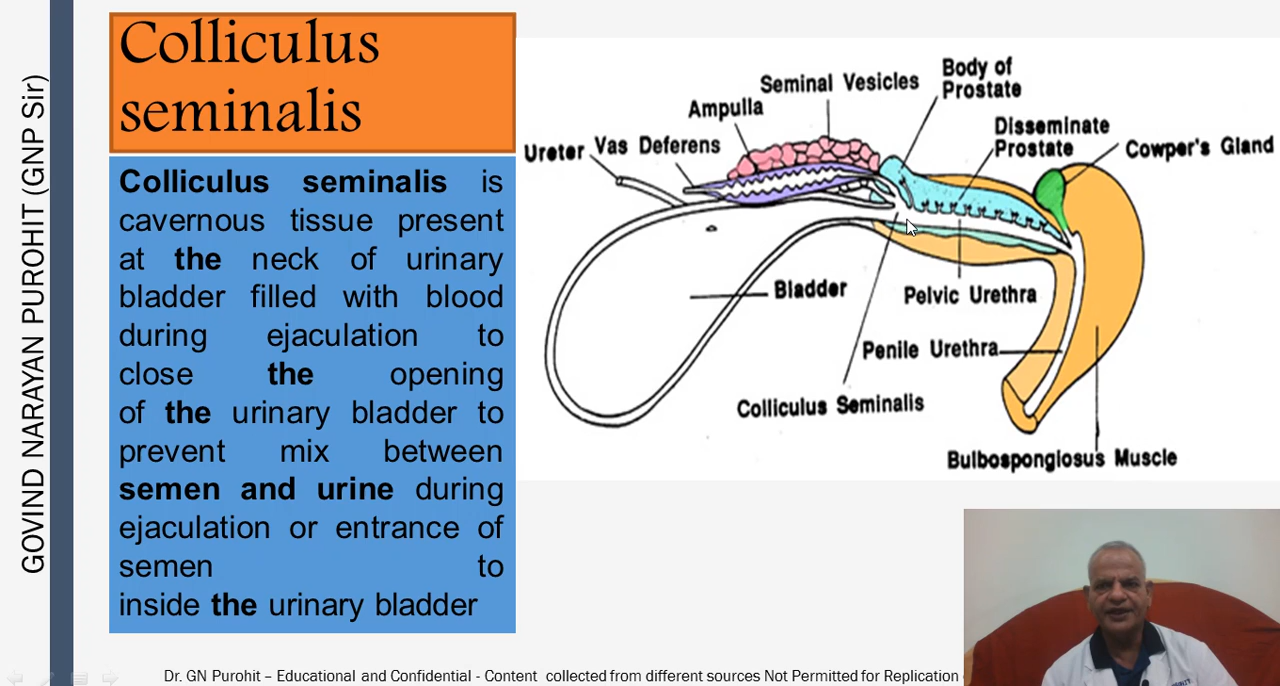 GOVIND NARAYAN PUROHIT (GNP Sir)
Colliculus
seminalis
Colliculus seminalis is
cavernous tissue present
at the neck of urinary
bladder filled with blood
during ejaculation to
close the opening
of the urinary bladder to
prevent mix between
semen and urine during
ejaculation or entrance of
semen to
inside the urinary bladder
Body of
Prostate
Seminal Vesicles
Ampulla
Disseminate
Prostate
Ureter
Vas Deferens
Cowper's Gland
Bladder
Pelvic Urethra
Penile Urethra
Colliculus Seminalis
Bulbospongiosus Muscle
Dr. GN Purohit – Educational and Confidential - Content collected from different sources Not Permitted for Replication